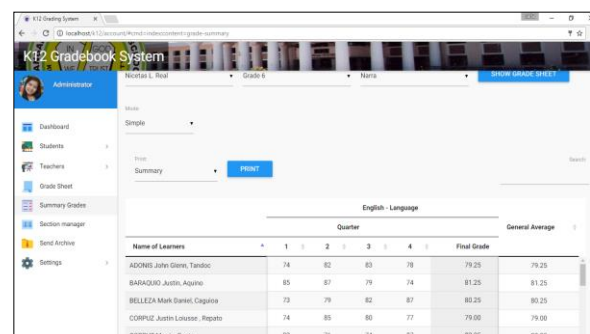 K12 Grading System
localhost/k12/account/#cmd=indexcontent=grade-summary
K12 Gradebook System
Administrator
Dashboard
Students
Teachers
Grade Sheet
Summary Grades
Section manager
Send Archive
Settings
Nicetas L. Real
Grade 6
Narra
SHOW GRADE SHEET
Mode
Simple
Print
Summary
PRINT
Search
English - Language
Quarter
General Average
Name of Learners 1 2 3 4 Final Grade
ADONIS John Glenn, Tandoc 74 82 83 78 79.25 79.25
BARAQUIO Justin, Aquino 85 87 79 74 81.25 81.25
BELLEZA Mark Daniel, Caguioa 73 79 82 87 80.25 80.25
CORPUZ Justin Louisse , Repato 74 85 80 77 79.00 79.00